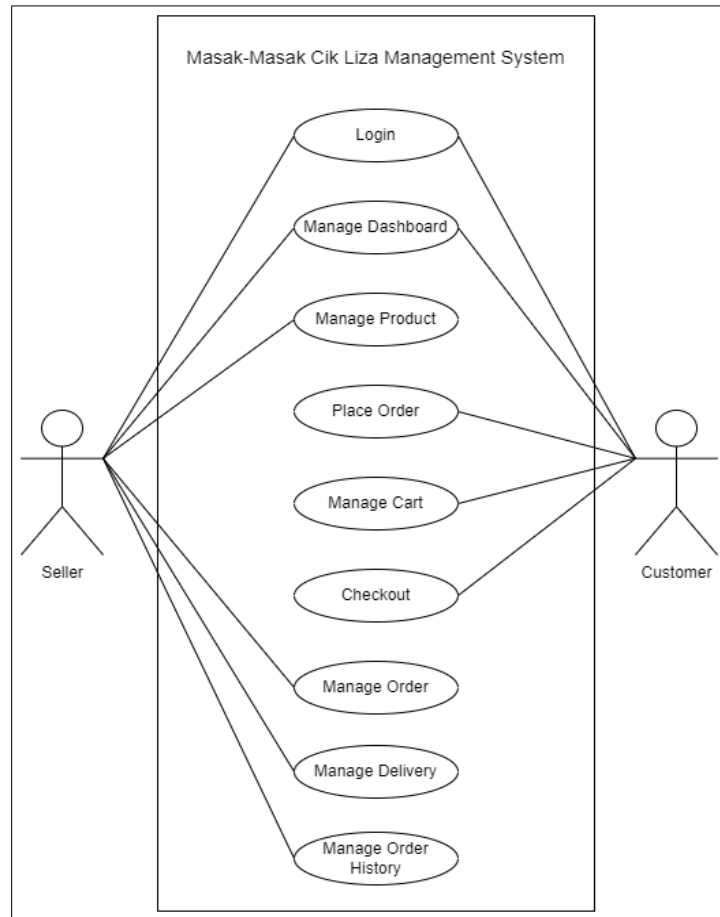 Masak-Masak Cik Liza Management System
Login
Manage Dashboard
Manage Product
Place Order
Manage Cart
Checkout
Seller
Customer
Manage Order
Manage Delivery
Manage Order
History